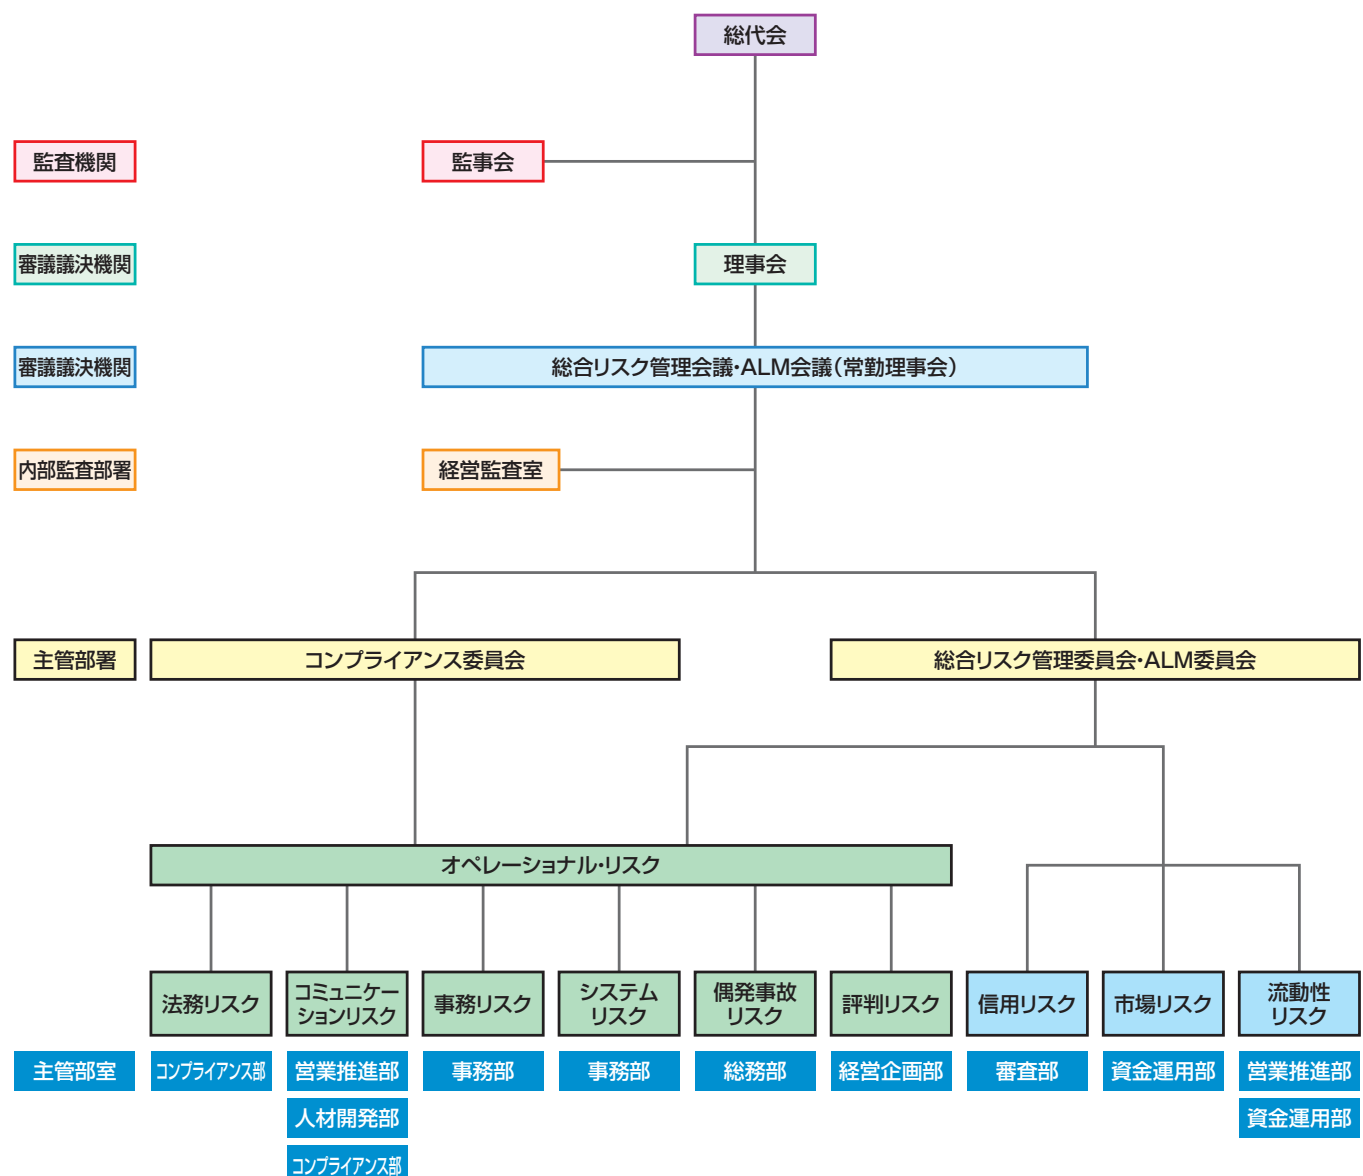 総代会
監査機関
監事会
審議議決機関
理事会
審議議決機関
総合リスク管理会議・ALM会議（常勤理事会）
内部監査部署
経営監査室
主管部署
コンプライアンス委員会
総合リスク管理委員会・ALM委員会
オペレーショナル・リスク
法務リスク
コミュニケー
ションリスク
事務リスク
システム
リスク
偶発事故
リスク
評判リスク
信用リスク
市場リスク
流動性
リスク
主管部室
コンプライアンス部
営業推進部
事務部
事務部
総務部
経営企画部
審査部
資金運用部
営業推進部
人材開発部
資金運用部
コンプライアンス部